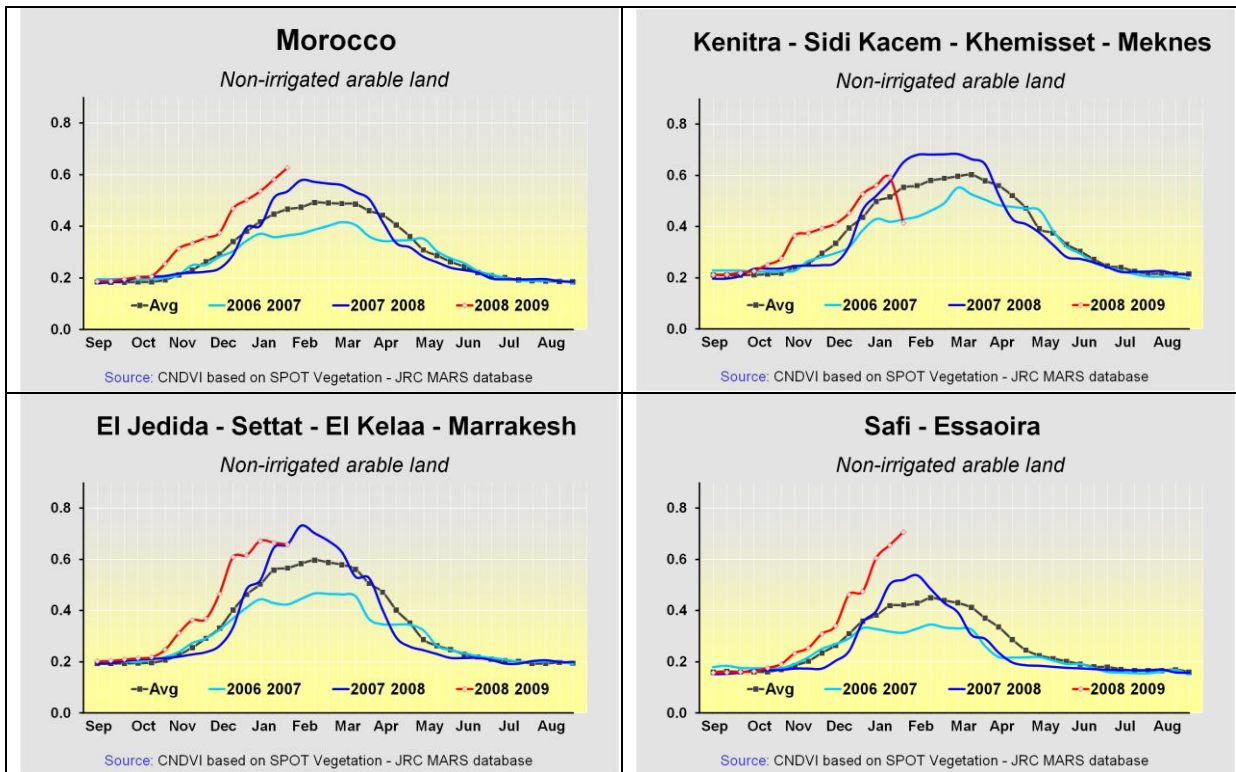 Morocco
Non-irrigated arable land
0.8
0.6
0.4
0.2
0.0
Avg 2006 2007 2007 2008 2008 2009
Sep Oct Nov Dec Jan Feb Mar Apr May Jun Jul Aug
Source: CNDVI based on SPOT Vegetation - JRC MARS database
Kenitra - Sidi Kacem - Khemisset - Meknes
Non-irrigated arable land
0.8
0.6
0.4
0.2
0.0
Avg 2006 2007 2007 2008 2008 2009
Sep Oct Nov Dec Jan Feb Mar Apr May Jun Jul Aug
Source: CNDVI based on SPOT Vegetation - JRC MARS database
El Jedida - Settat - El Kelaa - Marrakesh
Non-irrigated arable land
0.8
0.6
0.4
0.2
0.0
Avg 2006 2007 2007 2008 2008 2009
Sep Oct Nov Dec Jan Feb Mar Apr May Jun Jul Aug
Source: CNDVI based on SPOT Vegetation - JRC MARS database
Safi - Essaoira
Non-irrigated arable land
0.8
0.6
0.4
0.2
0.0
Avg 2006 2007 2007 2008 2008 2009
Sep Oct Nov Dec Jan Feb Mar Apr May Jun Jul Aug
Source: CNDVI based on SPOT Vegetation - JRC MARS database